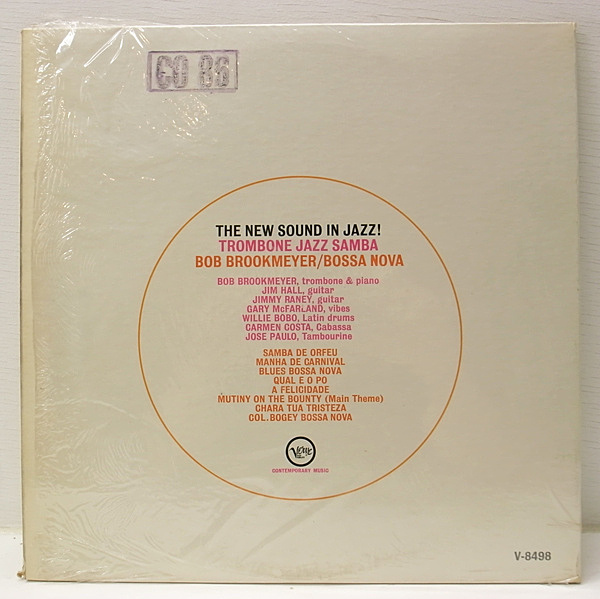 CO 88
THE NEW SOUND IN JAZZ!
TROMBONE JAZZ SAMBA
BOB BROOKMEYER/BOSSA NOVA
BOB BROOKMEYER, trombone & piano
JIM HALL, guitar
JIMMY RANEY, guitar
GARY McFARLAND, vibes
WILLIE BOBO, Latin drums
CARMEN COSTA, Cabassa
JOSE PAULO, Tambourine
SAMBA DE ORFEU
MANHA DE CARNIVAL
BLUES BOSSA NOVA
QUAL E O PO
A FELICIDADE
MUTINY ON THE BOUNTY (Main Theme)
CHARA TUA TRISTEZA
COL. BOGEY BOSSA NOVA
Verve
CONTEMPORARY MUSIC
V-8498